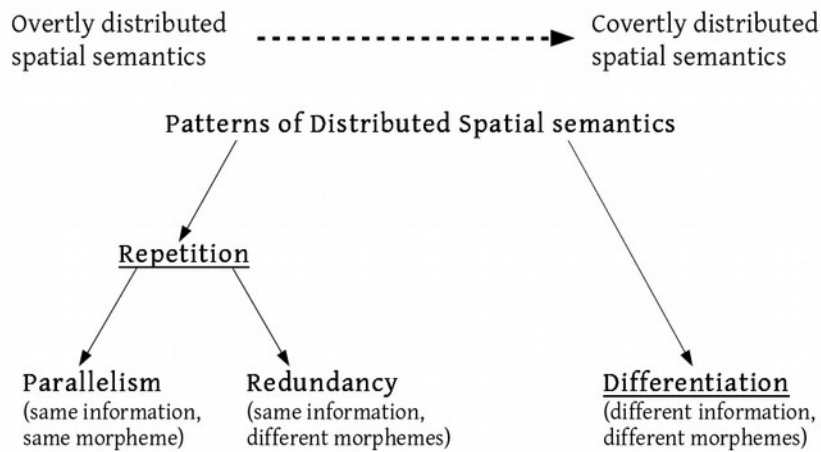 Overtly distributed
spatial semantics
Covertly distributed
spatial semantics
Patterns of Distributed Spatial semantics
Repetition
Parallelism
(same information,
same morpheme)
Redundancy
(same information,
different morphemes)
Differentiation
(different information,
different morphemes)